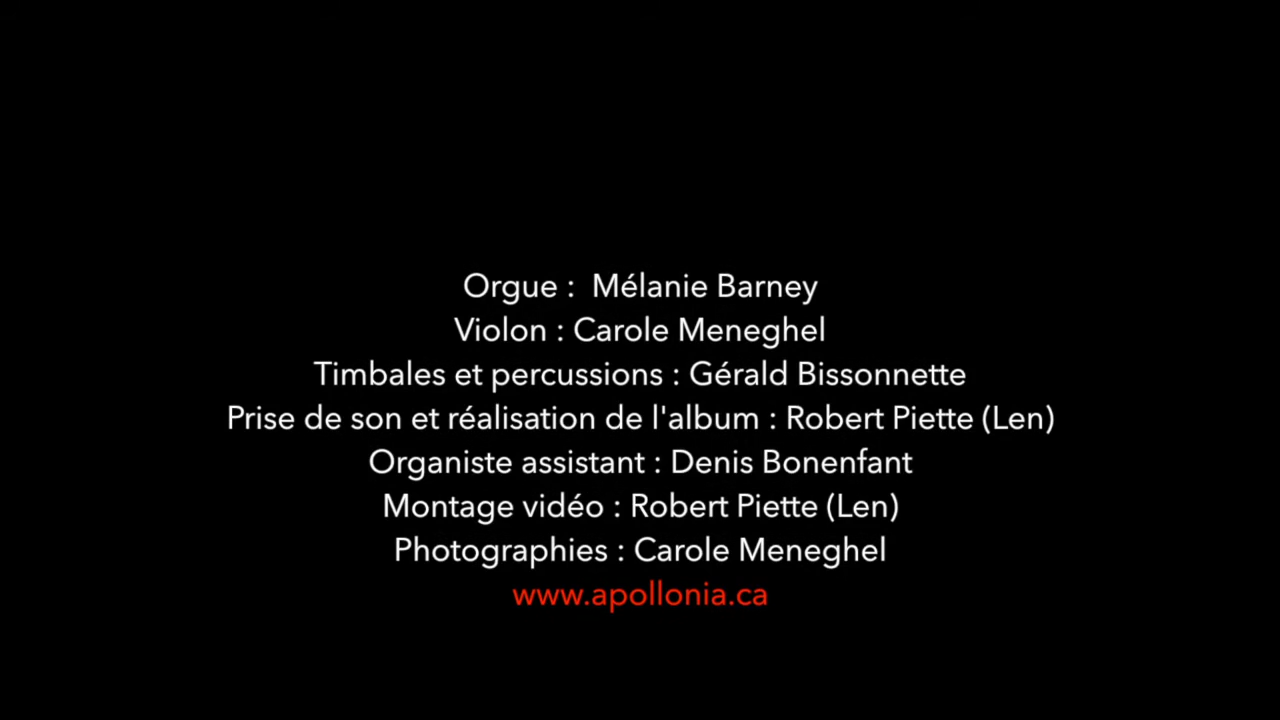 Orgue :  Mélanie Barney
Violon : Carole Meneghel
Timbales et percussions : Gérald Bissonnette
Prise de son et réalisation de l'album : Robert Piette (Len)
Organiste assistant : Denis Bonenfant
Montage vidéo : Robert Piette (Len)
Photographies : Carole Meneghel
www.apollonia.ca